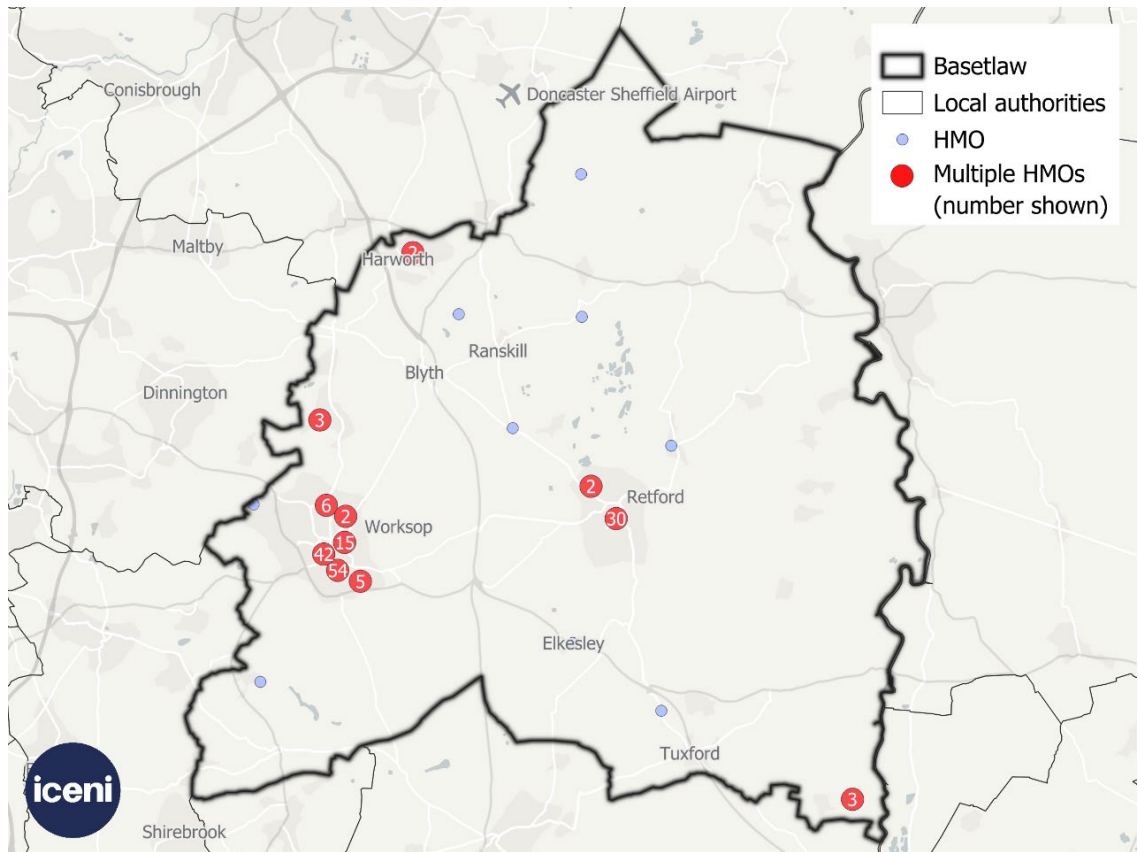 Conisbrough
Doncaster Sheffield Airport
Basetlaw
Local authorities
HMO
Multiple HMOs
(number shown)
Maltby
2
Harworth
Ranskill
Blyth
Dinnington
3
2
Retford
6
2
30
Worksop
15
42
54
5
Elkesley
Tuxford
3
iceni
Shirebrook